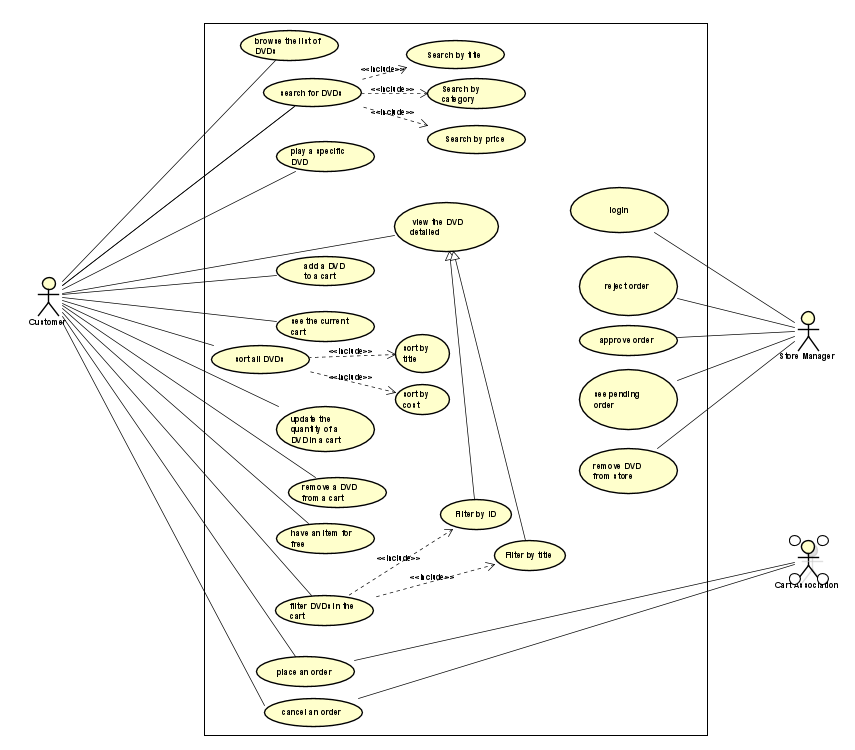 browse the list of
DVDs
Search by title
<<include>>
search for DVDs
<<include>>
Search by
category
<<include>>
Search by price
play a specific
DVD
view the DVD
detailed
login
add a DVD
to a cart
reject order
Customer
see the current
cart
Store Manager
approve order
sort all DVDs
<<include>>
sort by
title
<<include>>
sort by
cost
see pending
order
update the
quantity of a
DVD in a cart
remove DVD
from store
remove a DVD
from a cart
Filter by ID
have an item for
free
Filter by title
<<include>>
<<include>>
Cart Association
filter DVDs in the
cart
place an order
cancel an order